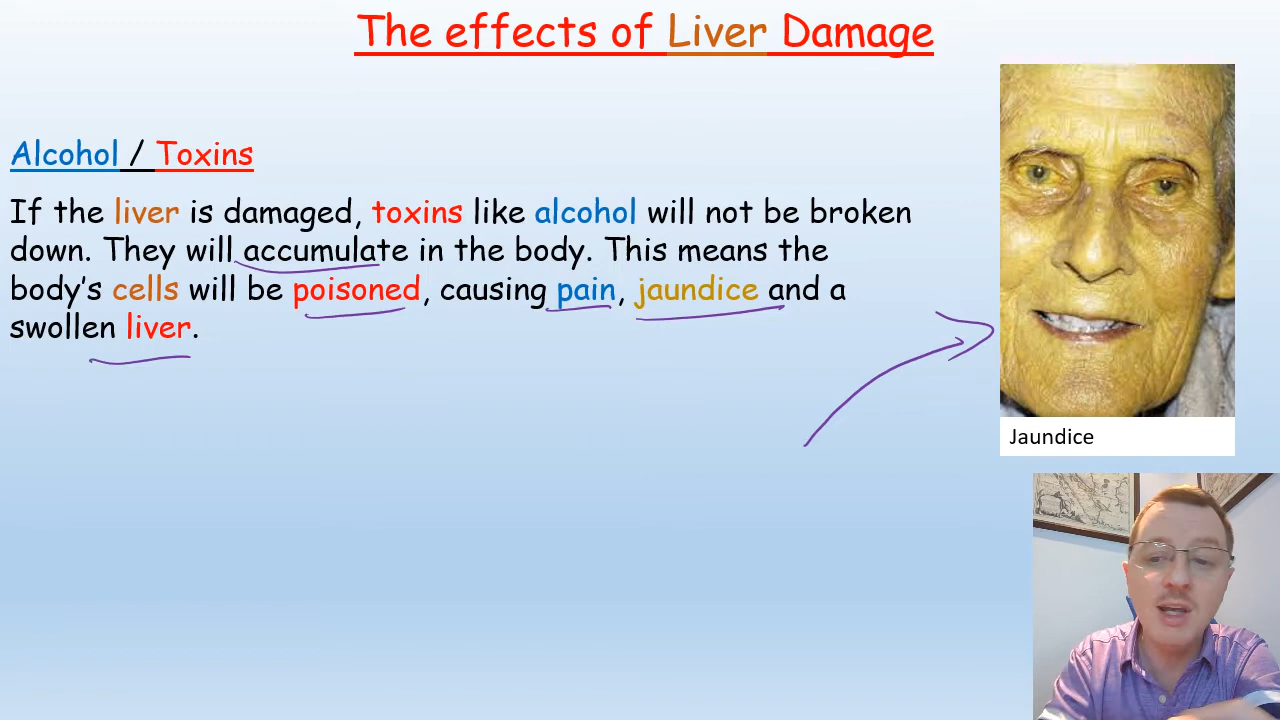 The effects of Liver Damage
Alcohol / Toxins
If the liver is damaged, toxins like alcohol will not be broken
down. They will accumulate in the body. This means the
body's cells will be poisoned, causing pain, jaundice and a
swollen liver.
Jaundice